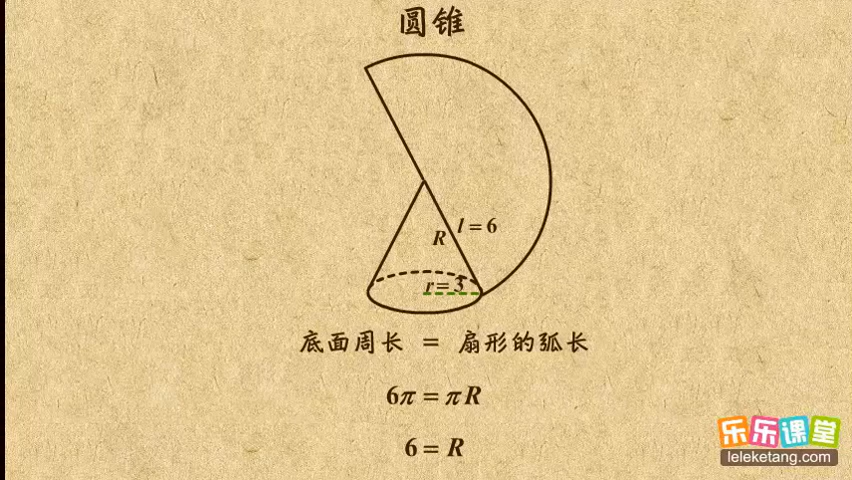 圆锥
l = 6
R
r = 3
底面周长 = 扇形的弧长
6π = πR
6 = R
乐乐课堂
leleketang.com